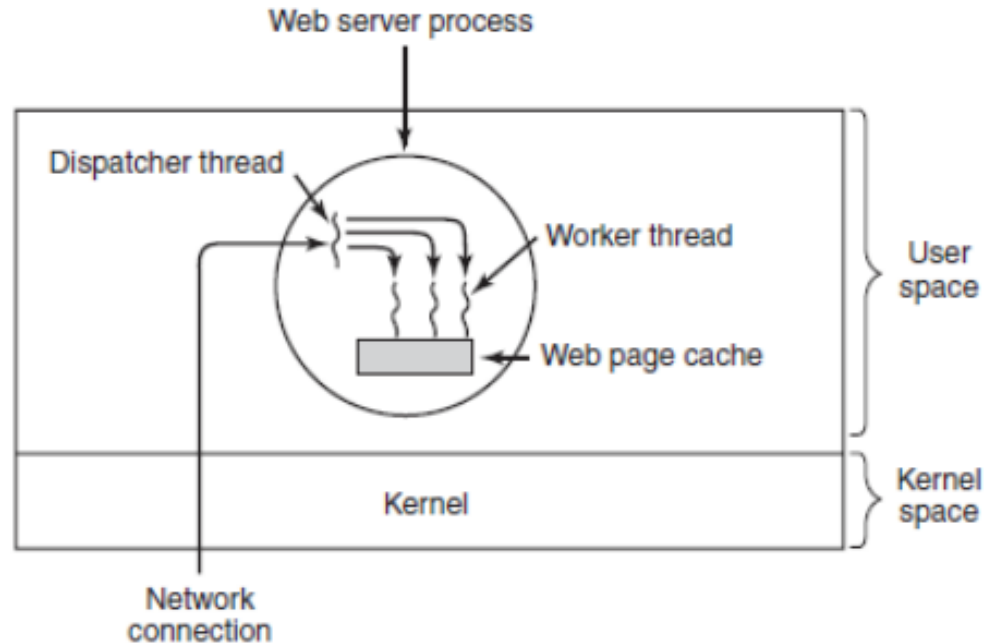 Web server process
Dispatcher thread
Worker thread
User
space
Web page cache
Kernel
Kernel
space
Network
connection